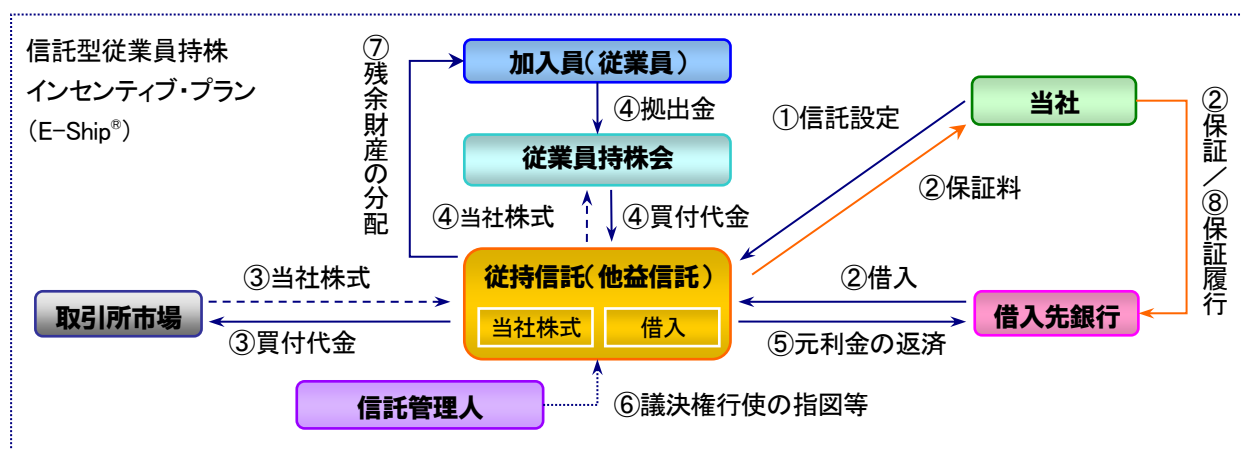 信託型従業員持株
インセンティブ・プラン
（E-Ship®）
⑦残余財産の分配
加入員（従業員）
④拠出金
従業員持株会
④当社株式
④買付代金
①信託設定
②保証料
当社
②保証／⑧保証履行
従持信託（他益信託）
当社株式
借入
③当社株式
取引所市場
③買付代金
②借入
借入先銀行
⑤元利金の返済
信託管理人
⑥議決権行使の指図等